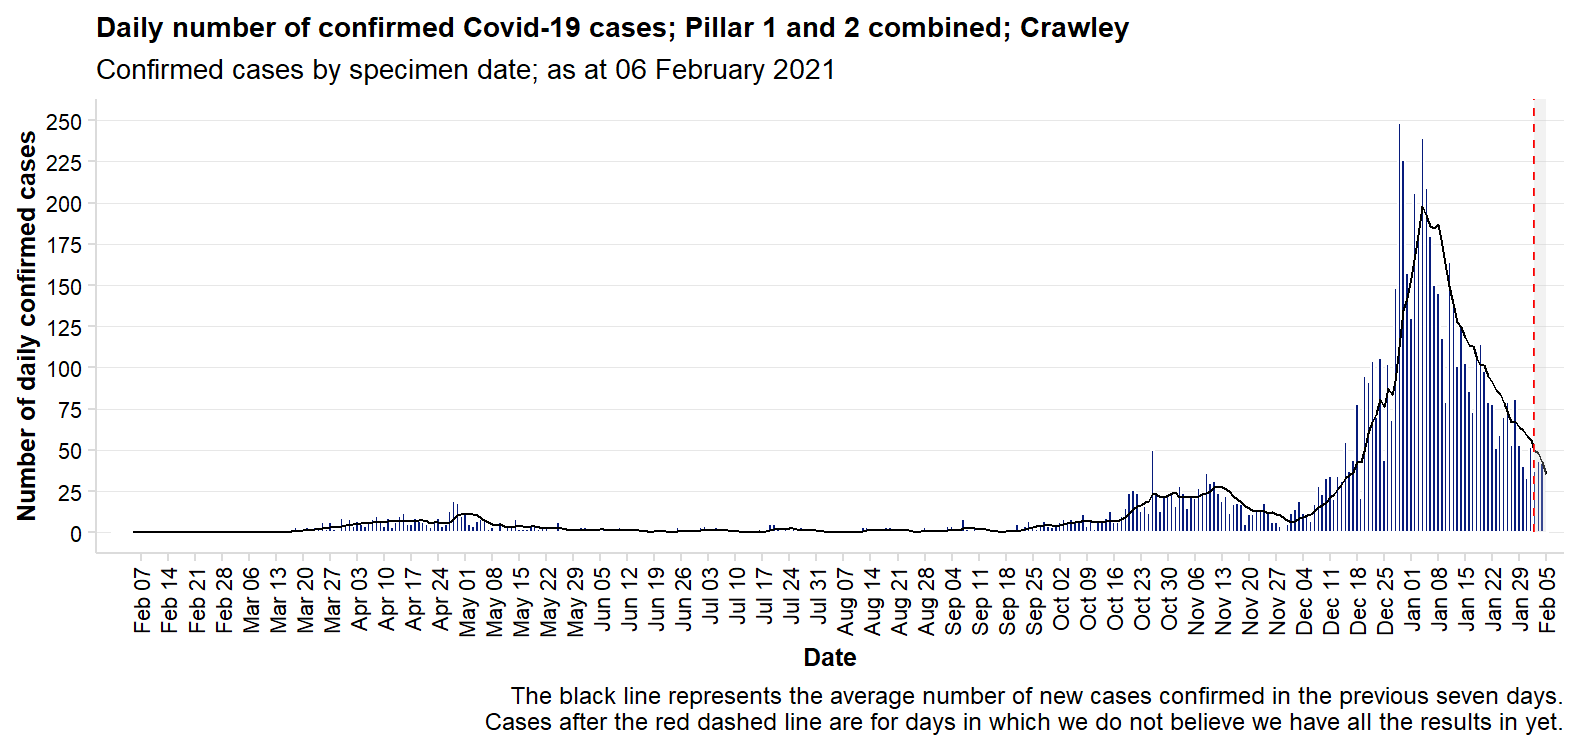 Daily number of confirmed Covid-19 cases; Pillar 1 and 2 combined; Crawley
Confirmed cases by specimen date; as at 06 February 2021
Number of daily confirmed cases
250
225
200
175
150
125
100
75
50
25
0
Feb 07
Feb 14
Feb 21
Feb 28
Mar 06
Mar 13
Mar 20
Mar 27
Apr 03
Apr 10
Apr 17
Apr 24
May 01
May 08
May 15
May 22
May 29
Jun 05
Jun 12
Jun 19
Jun 26
Jul 03
Jul 10
Jul 17
Jul 24
Jul 31
Aug 07
Aug 14
Aug 21
Aug 28
Sep 04
Sep 11
Sep 18
Sep 25
Oct 02
Oct 09
Oct 16
Oct 23
Oct 30
Nov 06
Nov 13
Nov 20
Nov 27
Dec 04
Dec 11
Dec 18
Dec 25
Jan 01
Jan 08
Jan 15
Jan 22
Jan 29
Feb 05
Date
The black line represents the average number of new cases confirmed in the previous seven days.
Cases after the red dashed line are for days in which we do not believe we have all the results in yet.